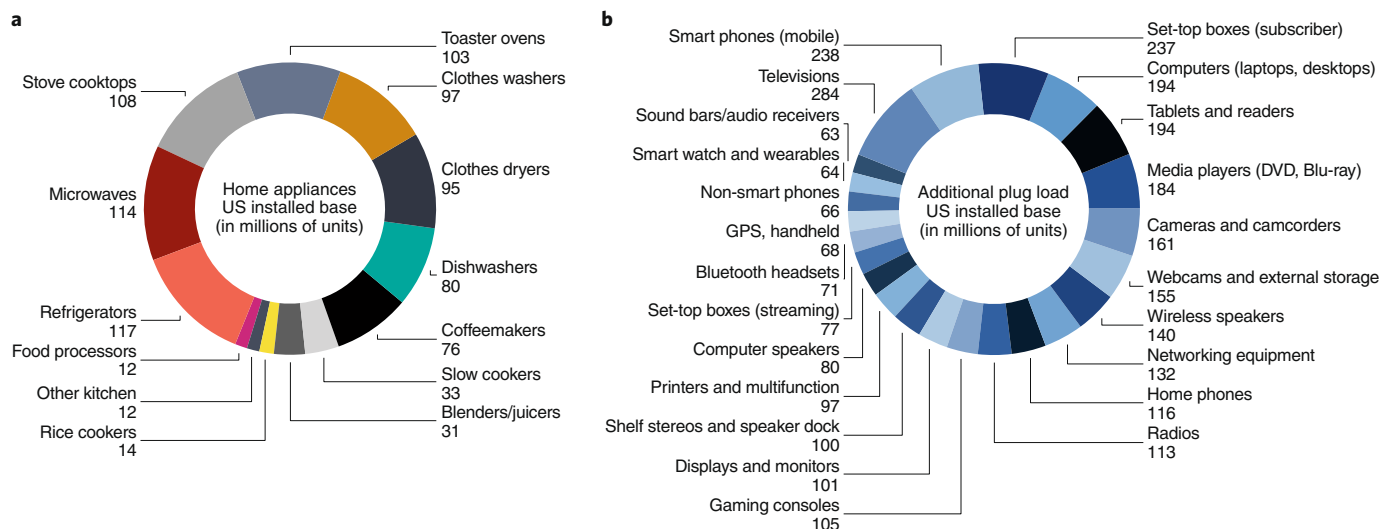 a
Toaster ovens
103
Clothes washers
97
Clothes dryers
95
Dishwashers
80
Coffeemakers
76
Slow cookers
33
Blenders/juicers
31
Stove cooktops
108
Microwaves
114
Refrigerators
117
Food processors
12
Other kitchen
12
Rice cookers
14
Home appliances
US installed base
(in millions of units)
b
Set-top boxes (subscriber)
237
Computers (laptops, desktops)
194
Tablets and readers
194
Media players (DVD, Blu-ray)
184
Cameras and camcorders
161
Webcams and external storage
155
Wireless speakers
140
Networking equipment
132
Home phones
116
Radios
113
Smart phones (mobile)
238
Televisions
284
Sound bars/audio receivers
63
Smart watch and wearables
64
Non-smart phones
66
GPS, handheld
68
Bluetooth headsets
71
Set-top boxes (streaming)
77
Computer speakers
80
Printers and multifunction
97
Shelf stereos and speaker dock
100
Displays and monitors
101
Gaming consoles
105
Additional plug load
US installed base
(in millions of units)